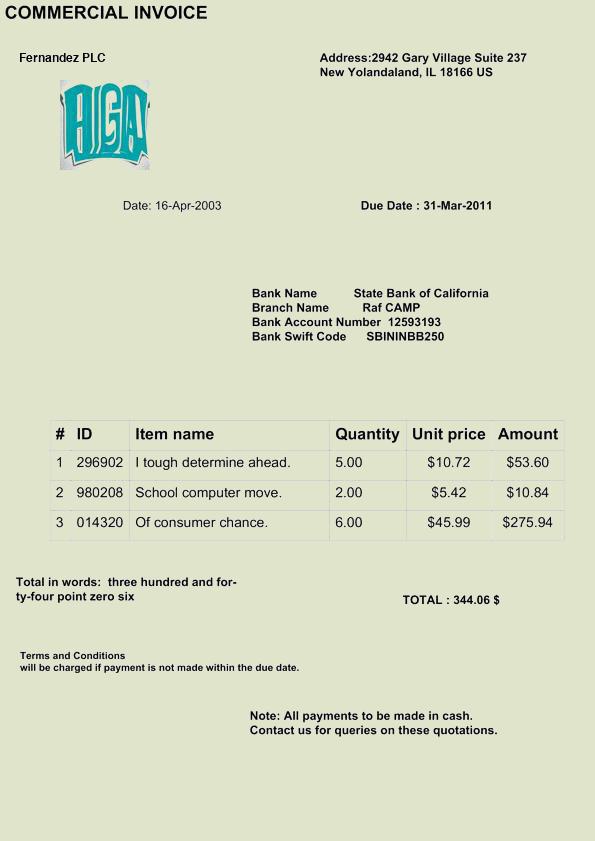 COMMERCIAL INVOICE
Fernandez PLC
Address:2942 Gary Village Suite 237
New Yolandaland, IL 18166 US
Date: 16-Apr-2003
Due Date : 31-Mar-2011
Bank Name State Bank of California
Branch Name Raf CAMP
Bank Account Number 12593193
Bank Swift Code SBININBB250
# ID Item name Quantity Unit price Amount
1 296902 I tough determine ahead. 5.00 $10.72 $53.60
2 980208 School computer move. 2.00 $5.42 $10.84
3 014320 Of consumer chance. 6.00 $45.99 $275.94
Total in words: three hundred and for-
ty-four point zero six
TOTAL : 344.06 $
Terms and Conditions
will be charged if payment is not made within the due date.
Note: All payments to be made in cash.
Contact us for queries on these quotations.